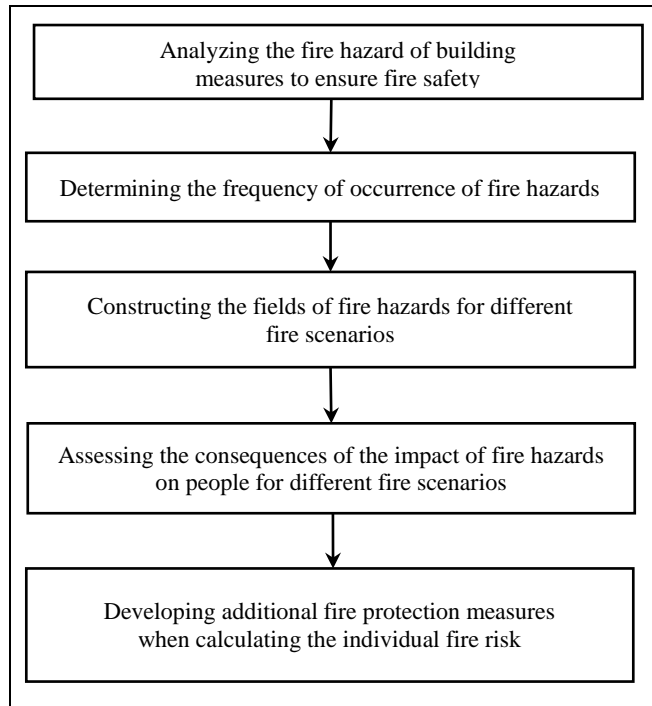 Analyzing the fire hazard of building
measures to ensure fire safety
Determining the frequency of occurrence of fire hazards
Constructing the fields of fire hazards for different
fire scenarios
Assessing the consequences of the impact of fire hazards
on people for different fire scenarios
Developing additional fire protection measures
when calculating the individual fire risk